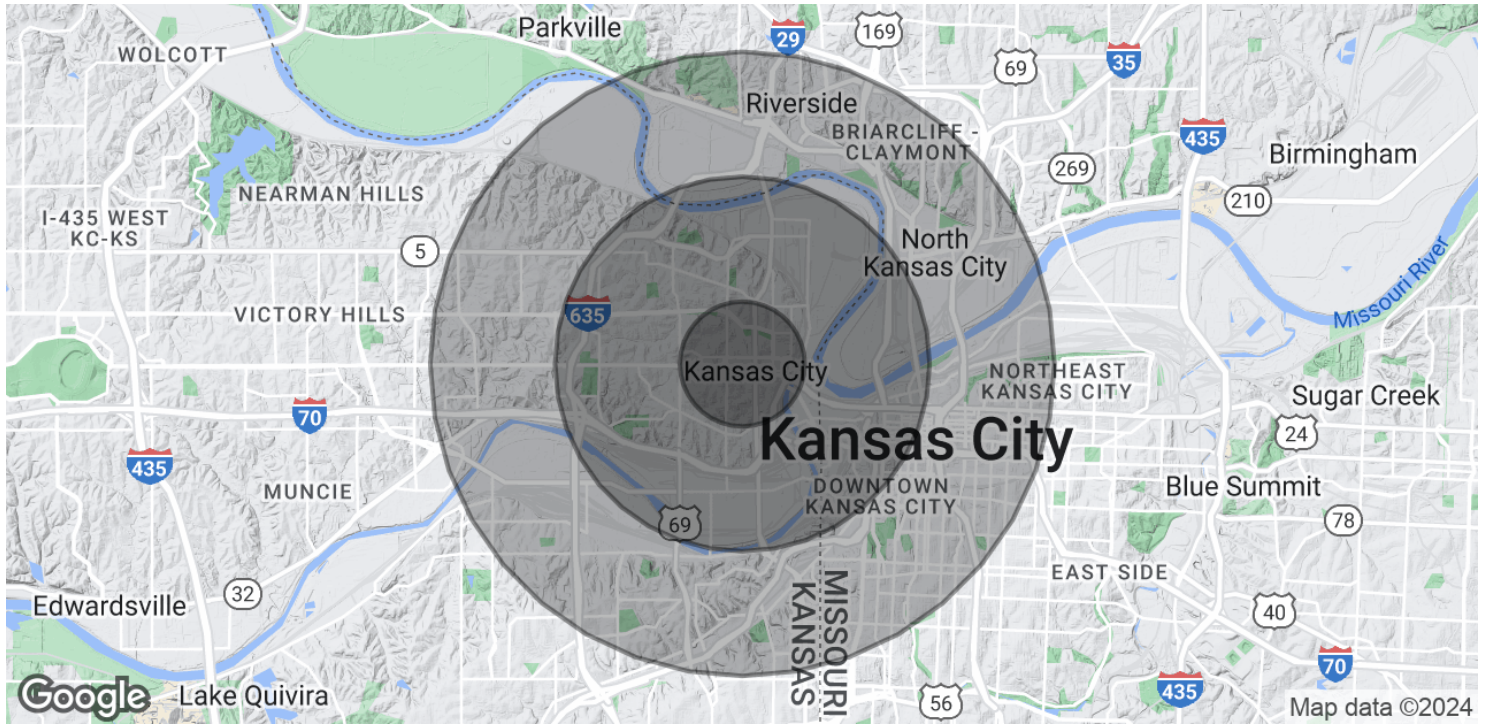 Parkville
29
169
WOLCOTT
35
69
Riverside
BRIARCLIFF -
CLAYMONT
435
Birmingham
269
NEARMAN HILLS
210
I-435 WEST
KC-KS
5
North
Kansas City
Missouri River
VICTORY HILLS
635
Kansas City
NORTHEAST
KANSAS CITY
Sugar Creek
70
Kansas City
24
435
MUNCIE
DOWNTOWN
KANSAS CITY
Blue Summit
69
78
EAST SIDE
32
Edwardsville
MISSOURI
KANSAS
40
70
Google
Lake Quivira
56
435
Map data ©2024